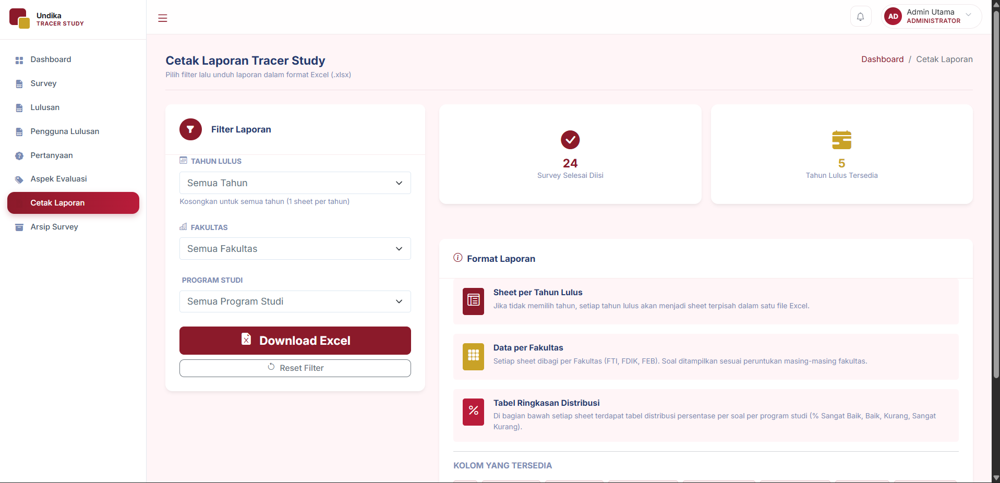 Undika
TRACER STUDY
Dashboard
Survey
Lulusan
Pengguna Lulusan
Pertanyaan
Aspek Evaluasi
Cetak Laporan
Arsip Survey
AD
Admin Utama
ADMINISTRATOR
Cetak Laporan Tracer Study
Pilih filter lalu unduh laporan dalam format Excel (.xlsx)
Dashboard / Cetak Laporan
Filter Laporan
TAHUN LULUS
Semua Tahun
Kosongkan untuk semua tahun (1 sheet per tahun)
FAKULTAS
Semua Fakultas
PROGRAM STUDI
Semua Program Studi
Download Excel
Reset Filter
24
Survey Selesai Diisi
5
Tahun Lulus Tersedia
Format Laporan
Sheet per Tahun Lulus
Jika tidak memilih tahun, setiap tahun lulus akan menjadi sheet terpisah dalam satu file Excel.
Data per Fakultas
Setiap sheet dibagi per Fakultas (FTI, FDIK, FEB). Soal ditampilkan sesuai peruntukan masing-masing fakultas.
Tabel Ringkasan Distribusi
Di bagian bawah setiap sheet terdapat tabel distribusi persentase per soal per program studi (% Sangat Baik, Baik, Kurang, Sangat
Kurang).
KOLOM YANG TERSEDIA